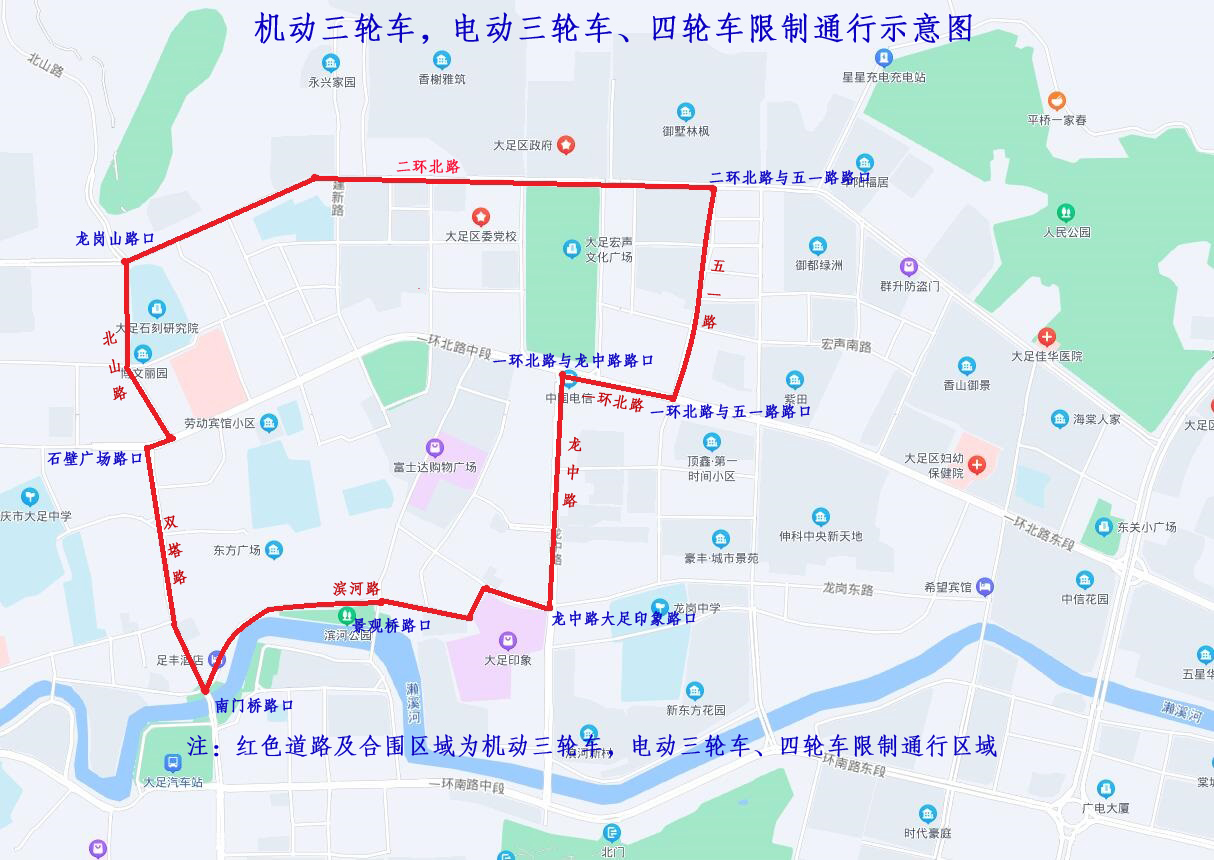 机动三轮车，电动三轮车、四轮车限制通行示意图
北山路
永兴家园
香榭雅筑
星星充电充电站
平桥一家春
御墅林枫
大足区政府
二环北路
二环北路与五一路路口
阳福居
建新路
大足区委党校
人民公园
龙岗山路口
大足宏声
文化广场
御都绿洲
五一路
群升防盗门
大足石刻研究院
北山路
博文丽园
一环北路中段
宏声南路
大足佳华医院
一环北路与龙中路路口
香山御景
中国电信
一环北路
紫田
一环北路与五一路路口
海棠人家
大足区
劳动宾馆小区
石壁广场路口
龙中路
富士达购物广场
顶鑫·第一
时间小区
大足区妇幼
保健院
庆市大足中学
双塔路
东方广场
龙中路
豪丰·城市景苑
伸科中央新天地
一环北路东段
东关小广场
滨河路
龙岗东路
希望宾馆
中信花园
滨河公园
景观桥路口
龙中路大足印象路口
龙岗中学
足丰酒店
大足印象
五星华
南门桥路口
濑溪河
新东方花园
濑溪河
注：红色道路及合围区域为机动三轮车，电动三轮车、四轮车限制通行区域
滨河新村
大足汽车站
一环南路中段
一环南路东段
棠城
广电大厦
时代豪庭
北门